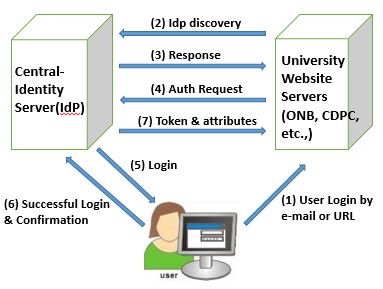 (2) Idp discovery
(3) Response
(4) Auth Request
(7) Token & attributes
Central-
Identity
Server(IdP)
University
Website
Servers
(ONB, CDPC,
etc.,)
(5) Login
(6) Successful Login
& Confirmation
(1) User Login by
e-mail or URL
user